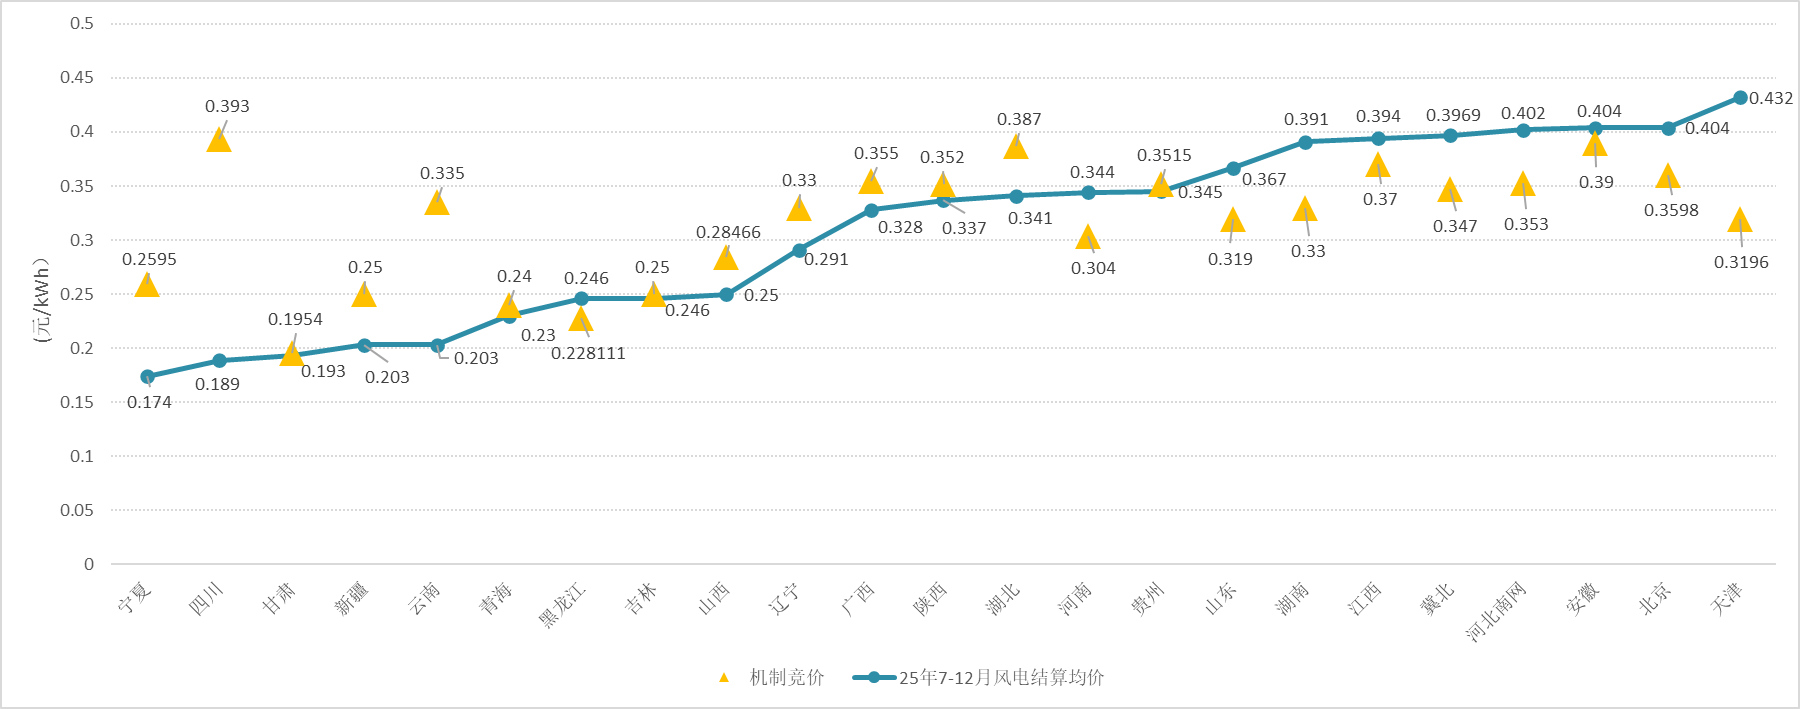 0.5
0.45
0.4
0.35
0.3
0.25
0.2
0.15
0.1
0.05
0
(元/kWh）
0.2595
0.393
0.1954
0.25
0.335
0.24
0.228111
0.25
0.28466
0.33
0.355
0.352
0.387
0.304
0.3515
0.319
0.33
0.37
0.347
0.353
0.39
0.3598
0.3196
0.174
0.189
0.193
0.203
0.203
0.23
0.246
0.246
0.25
0.291
0.328
0.337
0.341
0.344
0.345
0.367
0.391
0.394
0.3969
0.402
0.404
0.404
0.432
宁夏
四川
甘肃
新疆
云南
青海
黑龙江
吉林
山西
辽宁
广西
陕西
湖北
河南
贵州
山东
湖南
江西
冀北
河北南网
安徽
北京
天津
机制竞价
25年7-12月风电结算均价